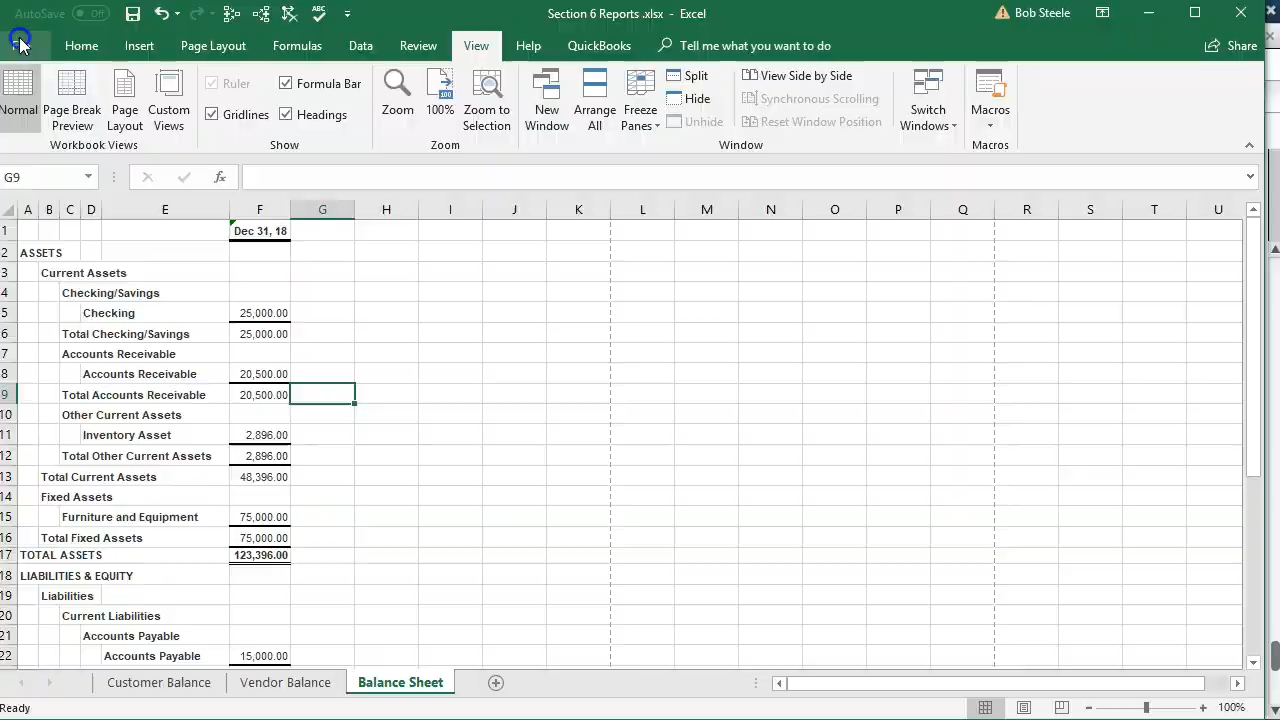 AutoSave Off Section 6 Reports .xlsx - Excel Bob Steele
Home Insert Page Layout Formulas Data Review View Help QuickBooks Tell me what you want to do Share
Normal Page Break Preview Page Layout Custom Views
Workbook Views
Ruler Formula Bar
Gridlines Headings
Show
Zoom 100% Zoom to Selection
Zoom
New Window Arrange All Freeze Panes
Split
Hide
Unhide
View Side by Side
Synchronous Scrolling
Reset Window Position
Switch Windows
Window
Macros
Macros
G9 fx
A B C D E F G H I J K L M N O P Q R S T U
1 Dec 31, 18
2 ASSETS
3 Current Assets
4 Checking/Savings
5 Checking 25,000.00
6 Total Checking/Savings 25,000.00
7 Accounts Receivable
8 Accounts Receivable 20,500.00
9 Total Accounts Receivable 20,500.00
10 Other Current Assets
11 Inventory Asset 2,896.00
12 Total Other Current Assets 2,896.00
13 Total Current Assets 48,396.00
14 Fixed Assets
15 Furniture and Equipment 75,000.00
16 Total Fixed Assets 75,000.00
17 TOTAL ASSETS 123,396.00
18 LIABILITIES & EQUITY
19 Liabilities
20 Current Liabilities
21 Accounts Payable
22 Accounts Payable 15,000.00
Customer Balance Vendor Balance Balance Sheet
Ready 100%